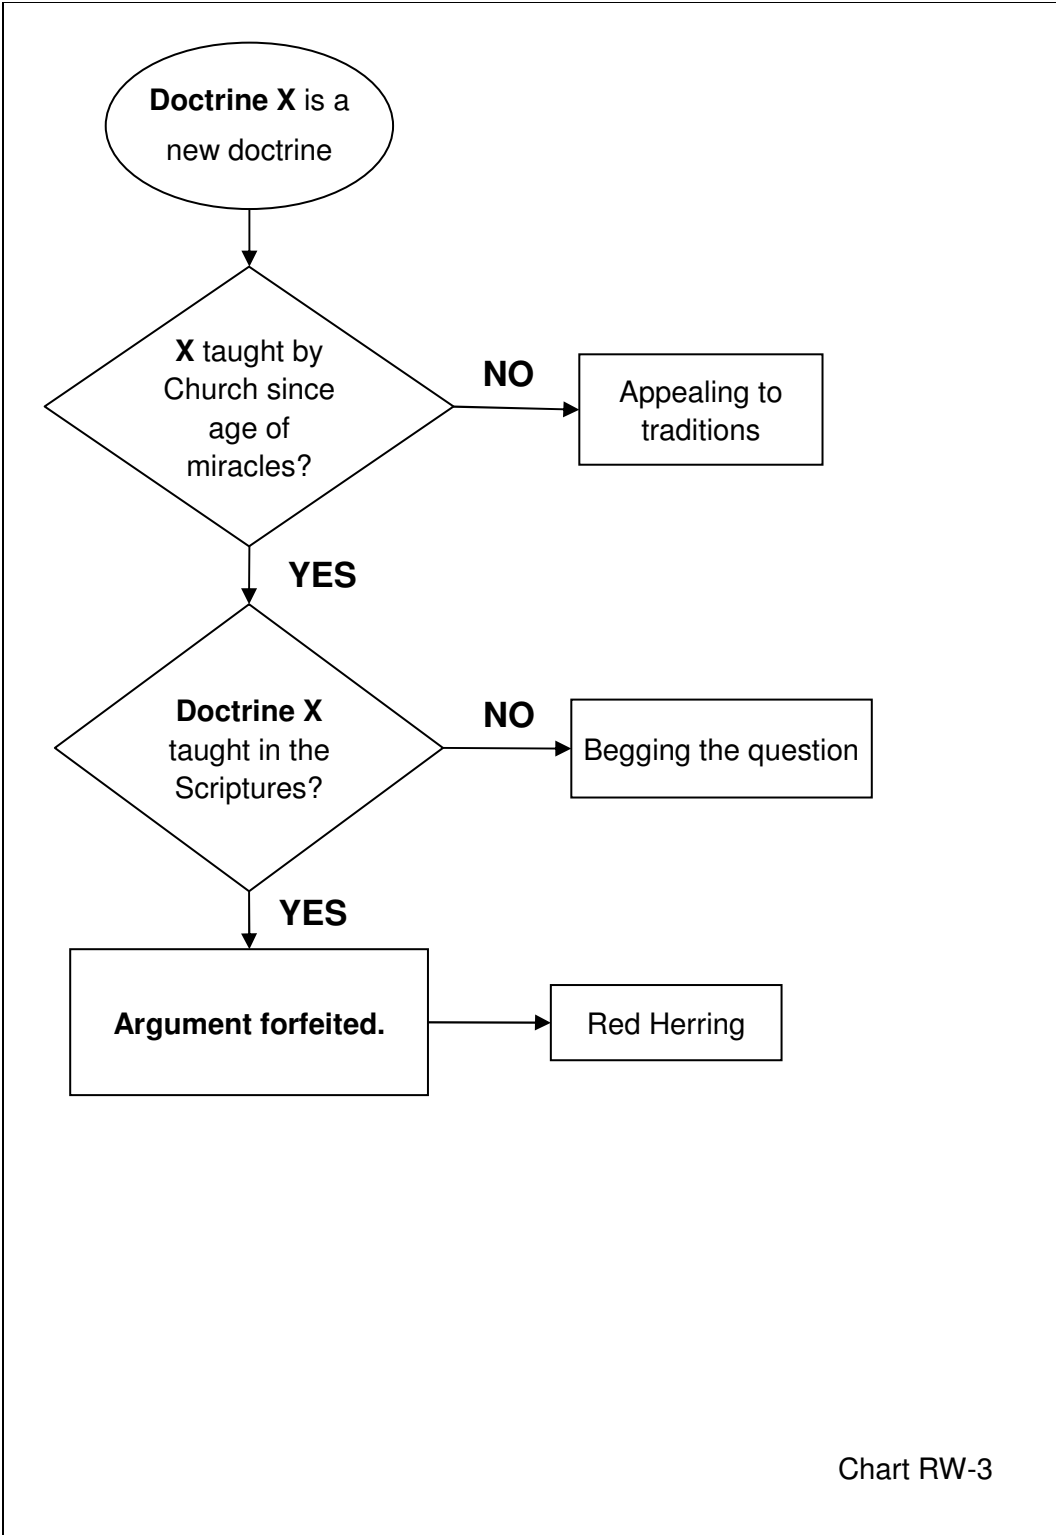 Doctrine X is a
new doctrine
X taught by
Church since
age of
miracles?
NO
Appealing to
traditions
YES
Doctrine X
taught in the
Scriptures?
NO
Begging the question
YES
Argument forfeited.
Red Herring
Chart RW-3